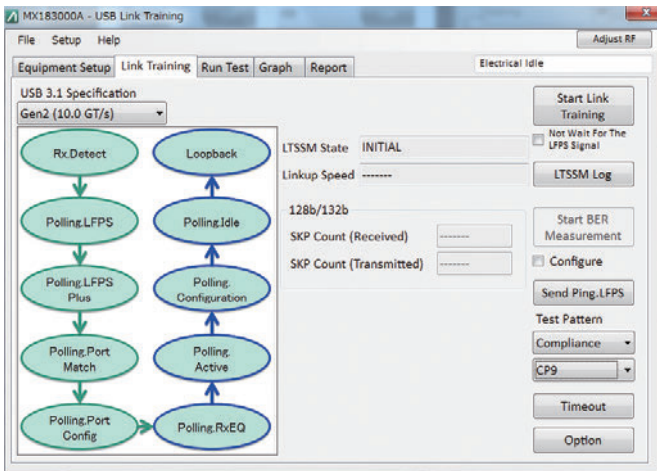 MX183000A - USB Link Training
File Setup Help
Adjust RF
Equipment Setup Link Training Run Test Graph Report
Electrical Idle
USB 3.1 Specification
Gen2 (10.0 GT/s)
Rx.Detect
Polling.LFPS
Polling.LFPS
Plus
Polling.Port
Match
Polling.Port
Config
Polling.RxEQ
Polling.
Active
Polling.
Configuration
Polling.Idle
Loopback
LTSSM State INITIAL
Linkup Speed -------
128b/132b
SKP Count (Received) -------
SKP Count (Transmitted) -------
Start Link
Training
Not Wait For The
LFPS Signal
LTSSM Log
Start BER
Measurement
Configure
Send Ping.LFPS
Test Pattern
Compliance
CP9
Timeout
Option